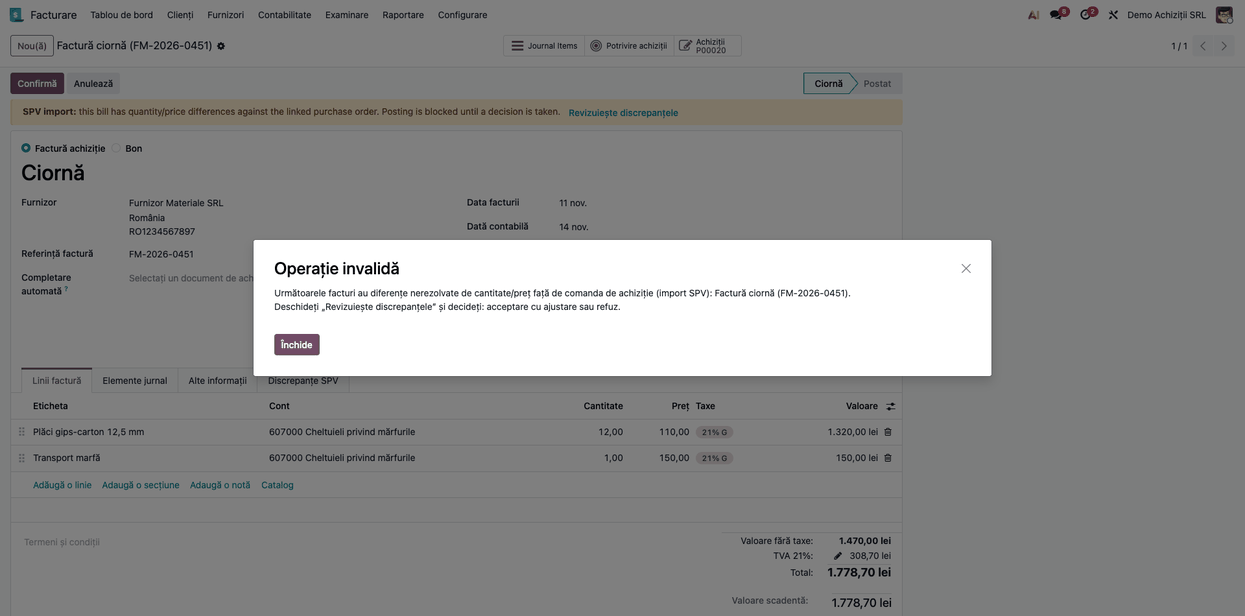 Facturare
Tablou de bord
Clienți
Furnizori
Contabilitate
Examinare
Raportare
Configurare
AI
6
2
Demo Achiziții SRL
Nou(ă)
Factură ciornă (FM-2026-0451)
Journal Items
Potrivire achiziții
Achiziții
P00020
1 / 1
Confirmă
Anulează
Ciornă
Postat
SPV import: this bill has quantity/price differences against the linked purchase order. Posting is blocked until a decision is taken. Revizuiește discrepanțele
Factură achiziție
Bon
Ciornă
Furnizor
Furnizor Materiale SRL
România
RO1234567897
Data facturii
11 nov.
Dată contabilă
14 nov.
Referință factură
FM-2026-0451
Completare
automată ?
Selectați un document de ach
Operație invalidă
Următoarele facturi au diferențe nerezolvate de cantitate/preț față de comanda de achiziție (import SPV): Factură ciornă (FM-2026-0451).
Deschideți „Revizuiește discrepanțele" și decideți: acceptare cu ajustare sau refuz.
Închide
Linii factură
Elemente jurnal
Alte informații
Discrepanțe SPV
Eticheta
Cont
Cantitate
Preț
Taxe
Valoare
Plăci gips-carton 12,5 mm
607000 Cheltuieli privind mărfurile
12,00
110,00
21% G
1.320,00 lei
Transport marfă
607000 Cheltuieli privind mărfurile
1,00
150,00
21% G
150,00 lei
Adăugă o linie
Adaugă o secțiune
Adaugă o notă
Catalog
Termeni și condiții
Valoare fără taxe:
1.470,00 lei
TVA 21%:
308,70 lei
Total:
1.778,70 lei
Valoare scadentă:
1.778,70 lei